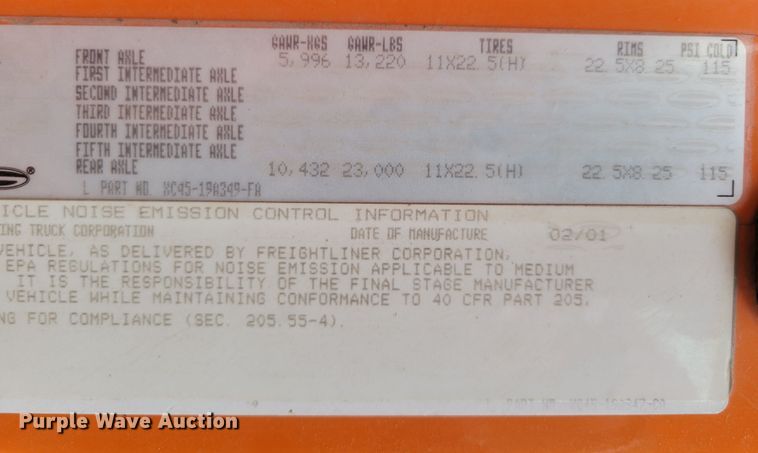 GAWR-KGS GAWR-LBS TIRES RIMS PSI COLD
FRONT AXLE 5,996 13,220 11X22.5(H) 22.5X8.25 115
FIRST INTERMEDIATE AXLE
SECOND INTERMEDIATE AXLE
THIRD INTERMEDIATE AXLE
FOURTH INTERMEDIATE AXLE
FIFTH INTERMEDIATE AXLE
REAR AXLE 10,432 23,000 11X22.5(H) 22.5X8.25 115
L PART NO. XC45-19A349-FA
®
ICLE NOISE EMISSION CONTROL INFORMATION
ING TRUCK CORPORATION DATE OF MANUFACTURE 02/01
VEHICLE, AS DELIVERED BY FREIGHTLINER CORPORATION,
EPA REGULATIONS FOR NOISE EMISSION APPLICABLE TO MEDIUM
IT IS THE RESPONSIBILITY OF THE FINAL STAGE MANUFACTURER
VEHICLE WHILE MAINTAINING CONFORMANCE TO 40 CFR PART 205.
NG FOR COMPLIANCE (SEC. 205.55-4).
L PART NO.
Purple Wave Auction